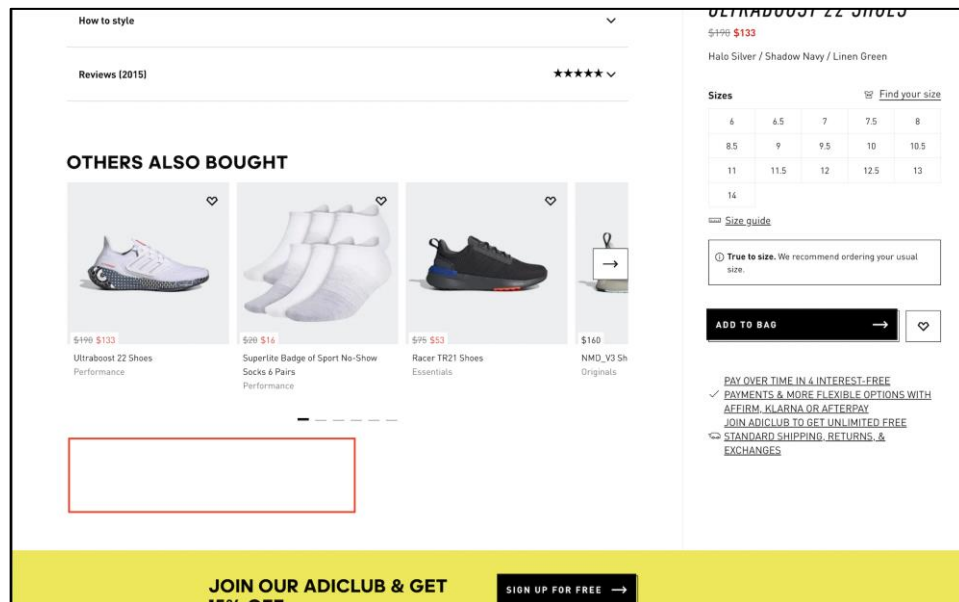 How to style
Reviews (2015)
OTHERS ALSO BOUGHT
$190 $133
Ultraboost 22 Shoes
Performance
$20 $16
Superlite Badge of Sport No-Show
Socks 6 Pairs
Performance
$75 $53
Racer TR21 Shoes
Essentials
$160
NMD_V3 Sh
Originals
ULTRABOOST 22 SHOES
$190 $133
Halo Silver / Shadow Navy / Linen Green
Sizes
Find your size
6 6.5 7 7.5 8
8.5 9 9.5 10 10.5
11 11.5 12 12.5 13
14
Size guide
True to size. We recommend ordering your usual
size.
ADD TO BAG
PAY OVER TIME IN 4 INTEREST-FREE
PAYMENTS & MORE FLEXIBLE OPTIONS WITH
AFFIRM, KLARNA OR AFTERPAY
JOIN ADICLUB TO GET UNLIMITED FREE
STANDARD SHIPPING, RETURNS, &
EXCHANGES
JOIN OUR ADICLUB & GET
15% OFF
SIGN UP FOR FREE